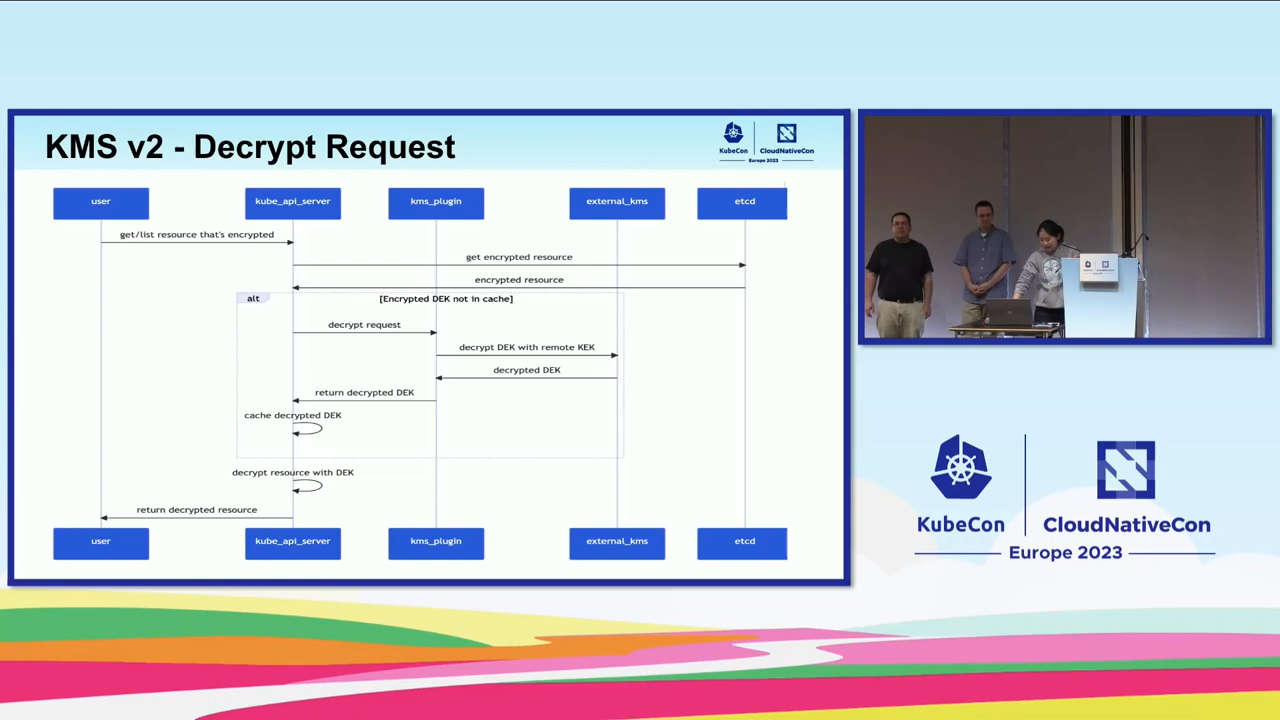 KMS v2 - Decrypt Request
KubeCon
CloudNativeCon
Europe 2023
user
kube_api_server
kms_plugin
external_kms
etcd
get/list resource that's encrypted
get encrypted resource
encrypted resource
alt
[Encrypted DEK not in cache]
decrypt request
decrypt DEK with remote KEK
decrypted DEK
return decrypted DEK
cache decrypted DEK
decrypt resource with DEK
return decrypted resource
user
kube_api_server
kms_plugin
external_kms
etcd
KubeCon
CloudNativeCon
Europe 2023